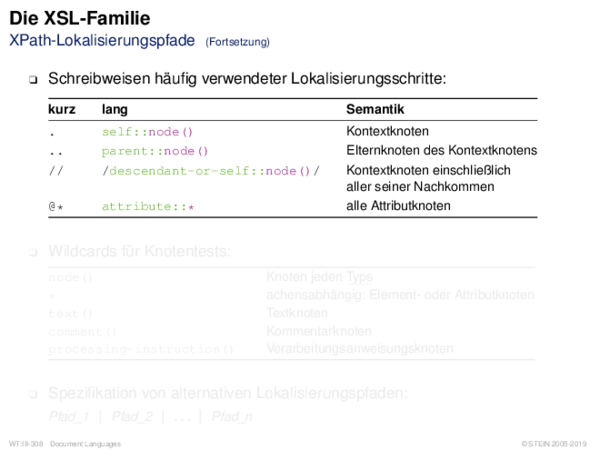 Die XSL-Familie
XPath-Lokalisierungspfade (Fortsetzung)
❑ Schreibweisen häufig verwendeter Lokalisierungsschritte:
kurz lang Semantik
. self::node() Kontextknoten
.. parent::node() Elternknoten des Kontextknotens
// /descendant-or-self::node()/ Kontextknoten einschließlich
aller seiner Nachkommen
@* attribute::* alle Attributknoten
❑ Wildcards für Knotentests:
node() Knoten jeden Typs
* achsenabhängig: Element- oder Attributknoten
text() Textknoten
comment() Kommentarknoten
processing-instruction() Verarbeitungsanweisungsknoten
❑ Spezifikation von alternativen Lokalisierungspfaden:
Pfad_1 | Pfad_2 | ... | Pfad_n
WT:III-308 Document Languages © STEIN 2005-2019